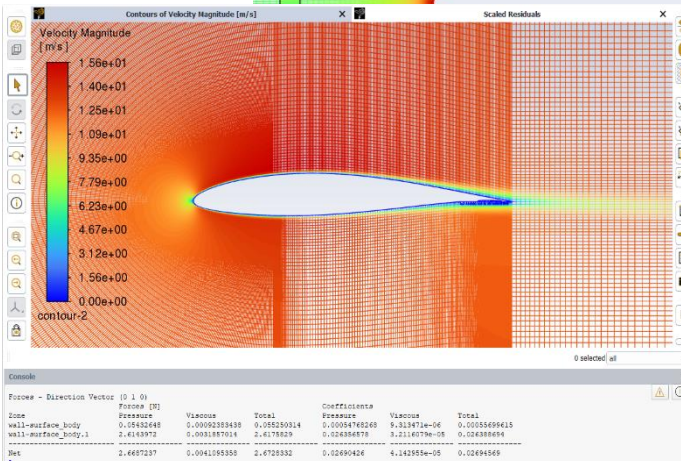 Contours of Velocity Magnitude [m/s]
X
Scaled Residuals
X
Velocity Magnitude
[ m/s ]
1.56e+01
1.40e+01
1.25e+01
1.09e+01
9.35e+00
7.79e+00
6.23e+00
4.67e+00
3.12e+00
1.56e+00
0.00e+00
contour-2
0 selected all
Console
Forces - Direction Vector (0 1 0)
Forces [N] Coefficients
Zone Pressure Viscous Total Pressure Viscous Total
wall-surface_body 0.05432648 0.00092383438 0.055250314 0.00054768268 9.313471e-06 0.00055699615
wall-surface_body.1 2.6143972 0.0031857014 2.6175829 0.026356578 3.2116079e-05 0.026388694
Net 2.6687237 0.0041095358 2.6728332 0.02690426 4.142955e-05 0.02694569